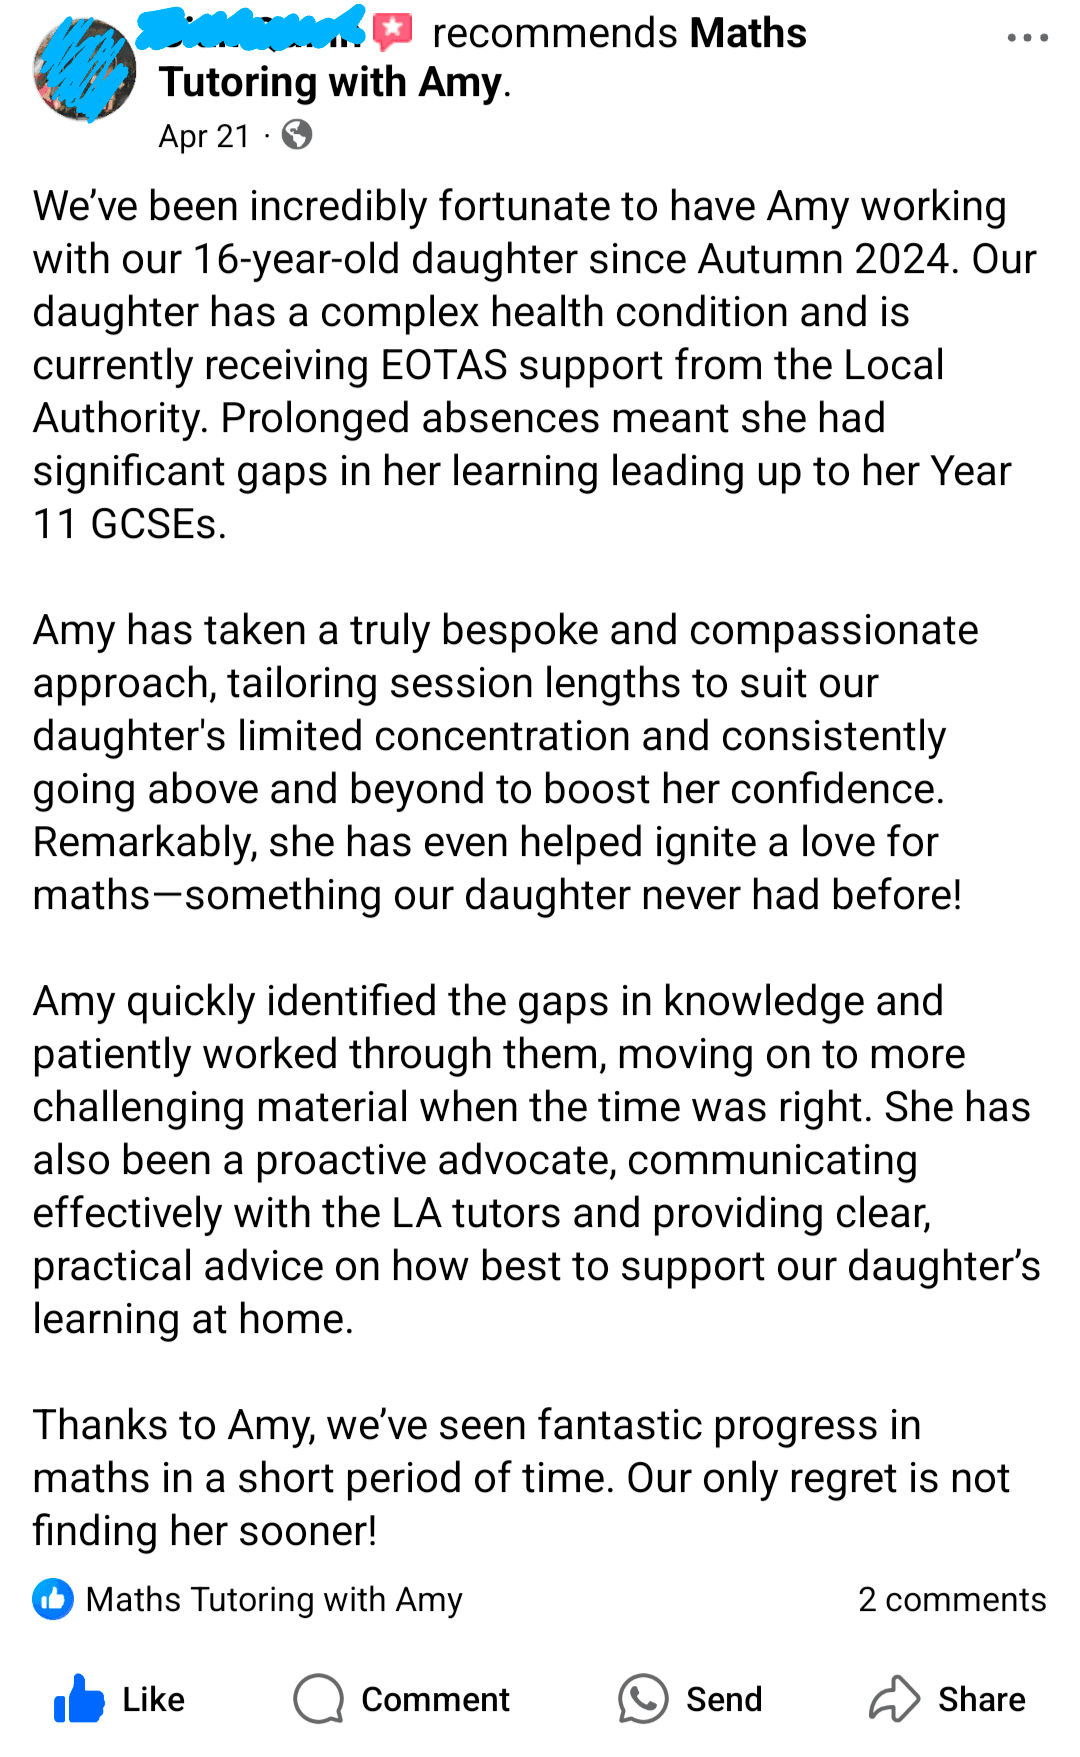 recommends Maths
Tutoring with Amy.
Apr 21 ·
We’ve been incredibly fortunate to have Amy working
with our 16-year-old daughter since Autumn 2024. Our
daughter has a complex health condition and is
currently receiving EOTAS support from the Local
Authority. Prolonged absences meant she had
significant gaps in her learning leading up to her Year
11 GCSEs.
Amy has taken a truly bespoke and compassionate
approach, tailoring session lengths to suit our
daughter's limited concentration and consistently
going above and beyond to boost her confidence.
Remarkably, she has even helped ignite a love for
maths—something our daughter never had before!
Amy quickly identified the gaps in knowledge and
patiently worked through them, moving on to more
challenging material when the time was right. She has
also been a proactive advocate, communicating
effectively with the LA tutors and providing clear,
practical advice on how best to support our daughter’s
learning at home.
Thanks to Amy, we’ve seen fantastic progress in
maths in a short period of time. Our only regret is not
finding her sooner!
Maths Tutoring with Amy 2 comments
Like Comment Send Share